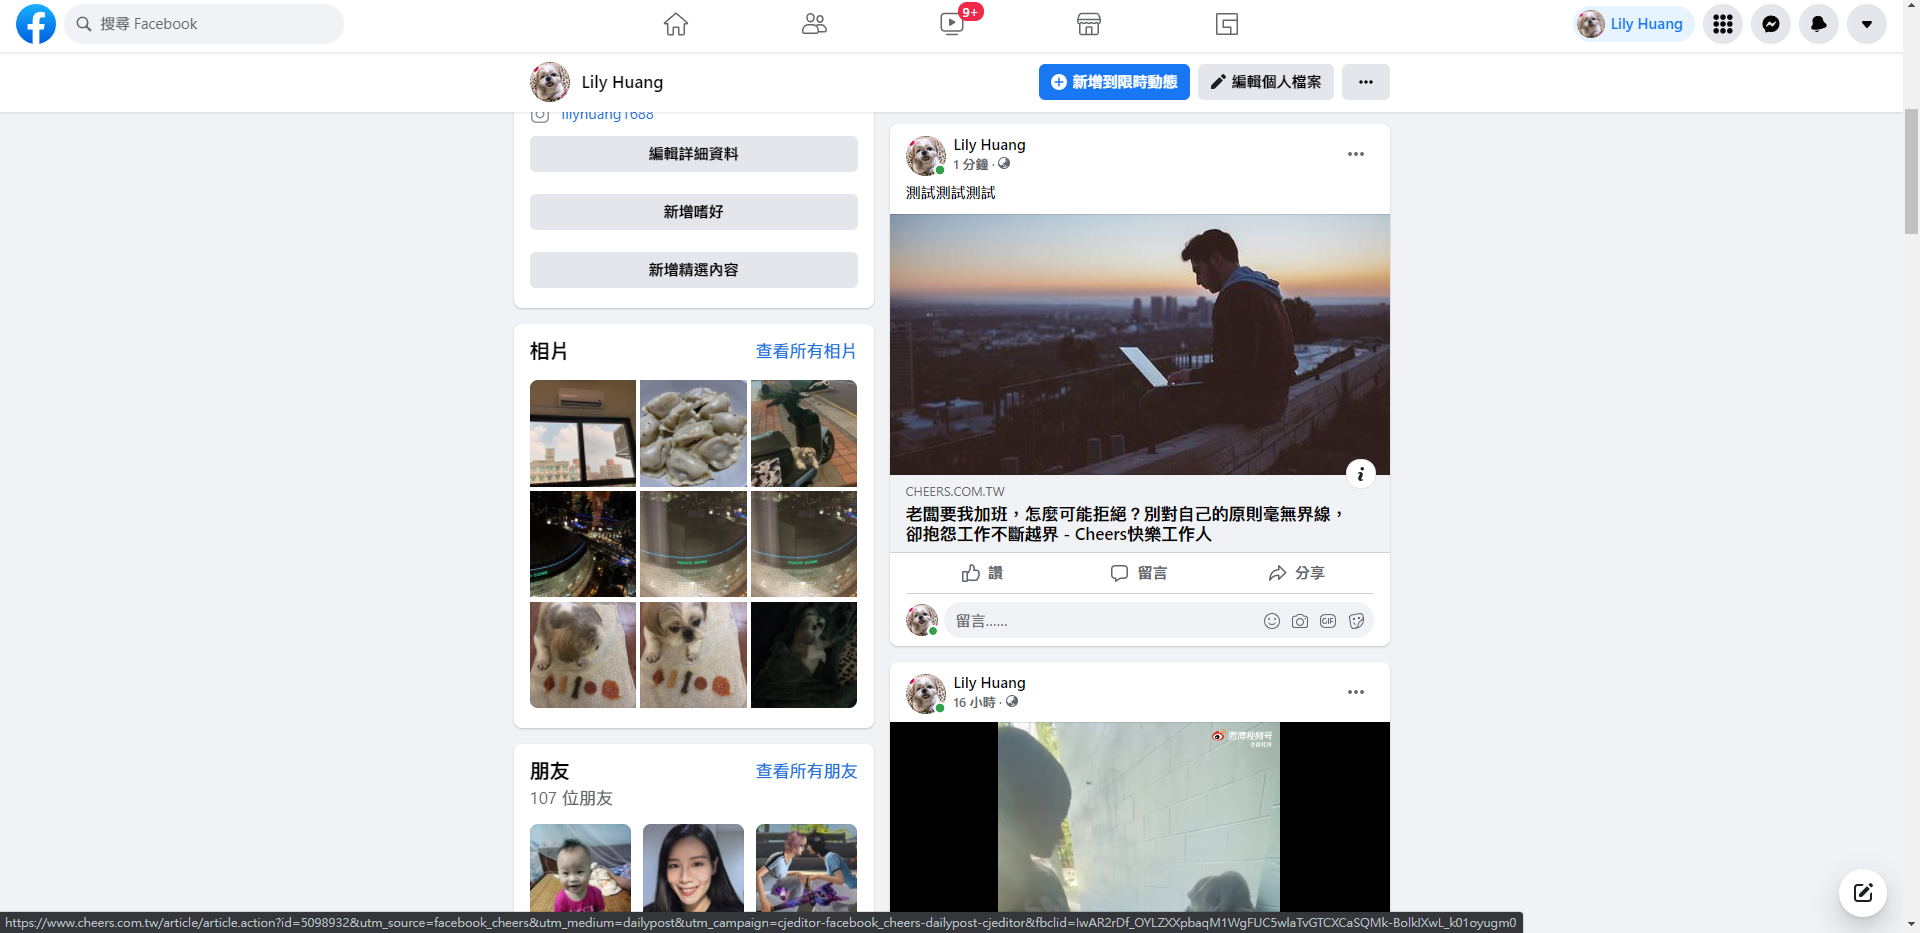 搜尋 Facebook
9+
Lily Huang
Lily Huang
新增到限時動態
編輯個人檔案
lilyhuang1688
編輯詳細資料
新增嗜好
新增精選內容
相片
查看所有相片
朋友
查看所有朋友
107 位朋友
Lily Huang
1 分鐘 ·
測試測試測試
CHEERS.COM.TW
老闆要我加班，怎麼可能拒絕？別對自己的原則毫無界線，
卻抱怨工作不斷越界 - Cheers快樂工作人
讚
留言
分享
留言......
GIF
Lily Huang
16 小時 ·
微博视频号
https://www.cheers.com.tw/article/article.action?id=5098932&utm_source=facebook_cheers&utm_medium=dailypost&utm_campaign=cjeditor-facebook_cheers-dailypost-cjeditor&fbclid=IwAR2rDf_OYLZXXpbaqM1WgFUC5wlaTvGTCXCaSQMk-BolkIXwL_k01oyugm0